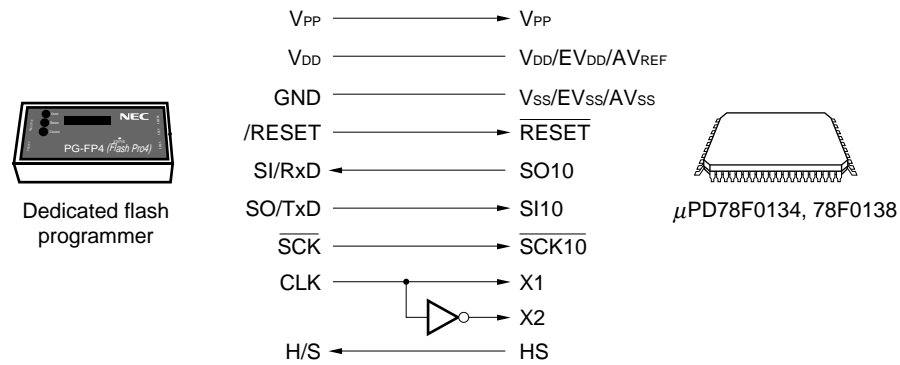 VPP VPP
VDD VDD/EVDD/AVREF
GND VSS/EVSS/AVSS
/RESET RESET
SI/RxD SO10
SO/TxD SI10
SCK SCK10
CLK X1
X2
H/S HS
NEC
PG-FP4 (Flash Pro4)
Dedicated flash
programmer
μPD78F0134, 78F0138